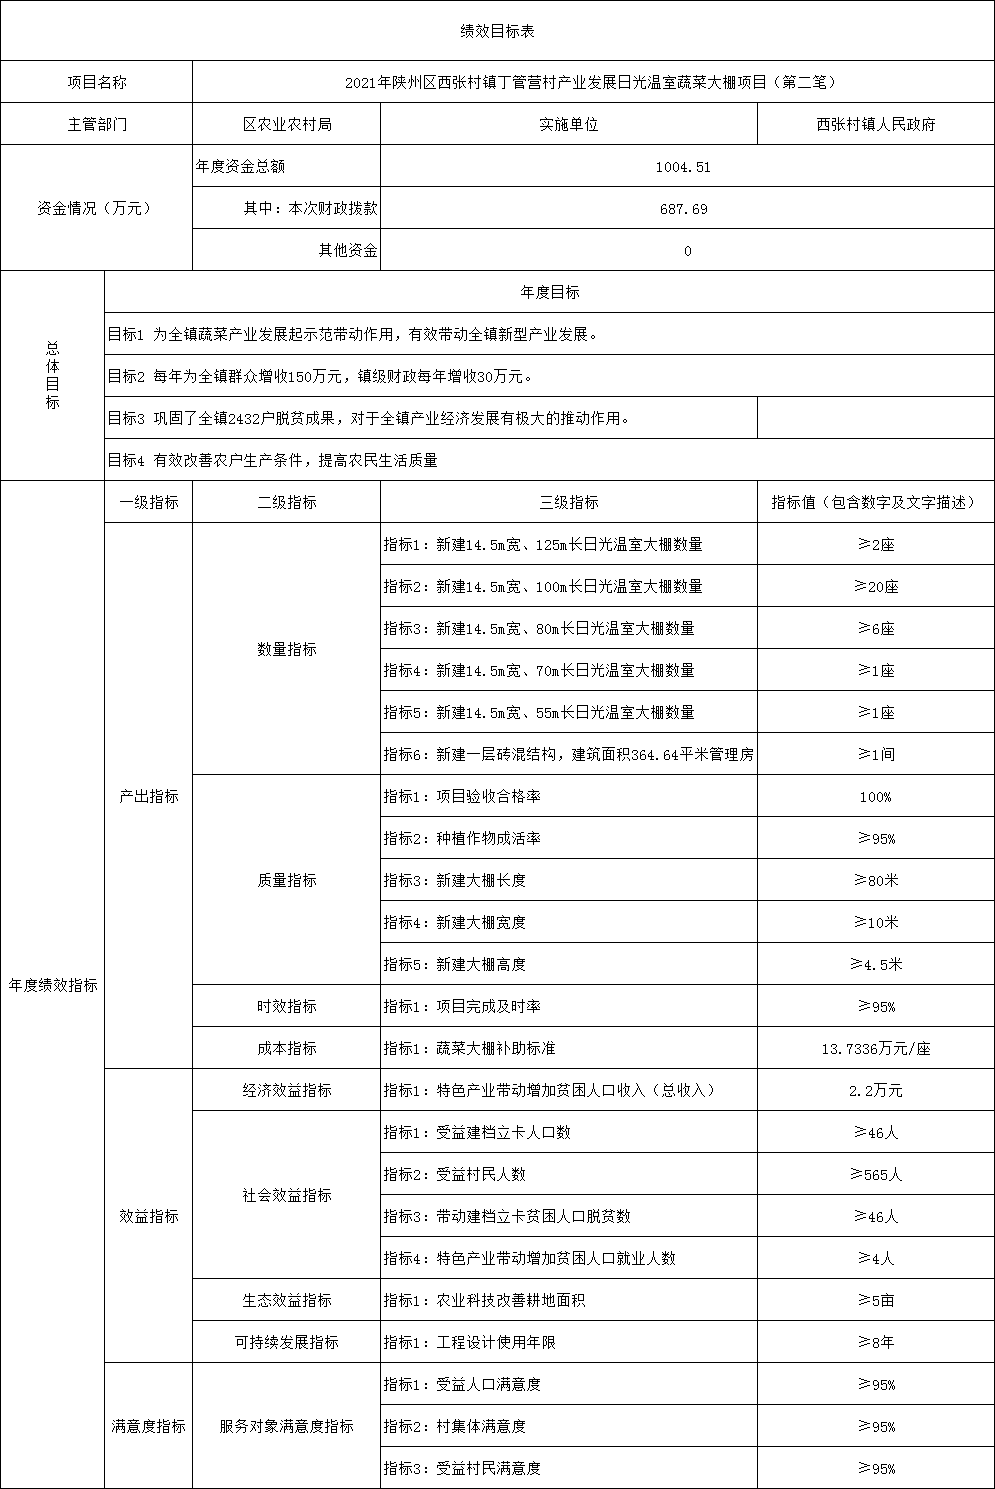 绩效目标表
项目名称 2021年陕州区西张村镇丁管营村产业发展日光温室蔬菜大棚项目（第二笔）
主管部门 区农业农村局 实施单位 西张村镇人民政府
资金情况（万元） 年度资金总额 1004.51
其中：本次财政拨款 687.69
其他资金 0
总体目标 年度目标
目标1 为全镇蔬菜产业发展起示范带动作用，有效带动全镇新型产业发展。
目标2 每年为全镇群众增收150万元，镇级财政每年增收30万元。
目标3 巩固了全镇2432户脱贫成果，对于全镇产业经济发展有极大的推动作用。
目标4 有效改善农户生产条件，提高农民生活质量
年度绩效指标 一级指标 二级指标 三级指标 指标值（包含数字及文字描述）
产出指标 数量指标 指标1：新建14.5m宽、125m长日光温室大棚数量 ≥2座
指标2：新建14.5m宽、100m长日光温室大棚数量 ≥20座
指标3：新建14.5m宽、80m长日光温室大棚数量 ≥6座
指标4：新建14.5m宽、70m长日光温室大棚数量 ≥1座
指标5：新建14.5m宽、55m长日光温室大棚数量 ≥1座
指标6：新建一层砖混结构，建筑面积364.64平米管理房 ≥1间
质量指标 指标1：项目验收合格率 100%
指标2：种植作物成活率 ≥95%
指标3：新建大棚长度 ≥80米
指标4：新建大棚宽度 ≥10米
指标5：新建大棚高度 ≥4.5米
时效指标 指标1：项目完成及时率 ≥95%
成本指标 指标1：蔬菜大棚补助标准 13.7336万元/座
效益指标 经济效益指标 指标1：特色产业带动增加贫困人口收入（总收入） 2.2万元
社会效益指标 指标1：受益建档立卡人口数 ≥46人
指标2：受益村民人数 ≥565人
指标3：带动建档立卡贫困人口脱贫数 ≥46人
指标4：特色产业带动增加贫困人口就业人数 ≥4人
生态效益指标 指标1：农业科技改善耕地面积 ≥5亩
可持续发展指标 指标1：工程设计使用年限 ≥8年
满意度指标 服务对象满意度指标 指标1：受益人口满意度 ≥95%
指标2：村集体满意度 ≥95%
指标3：受益村民满意度 ≥95%